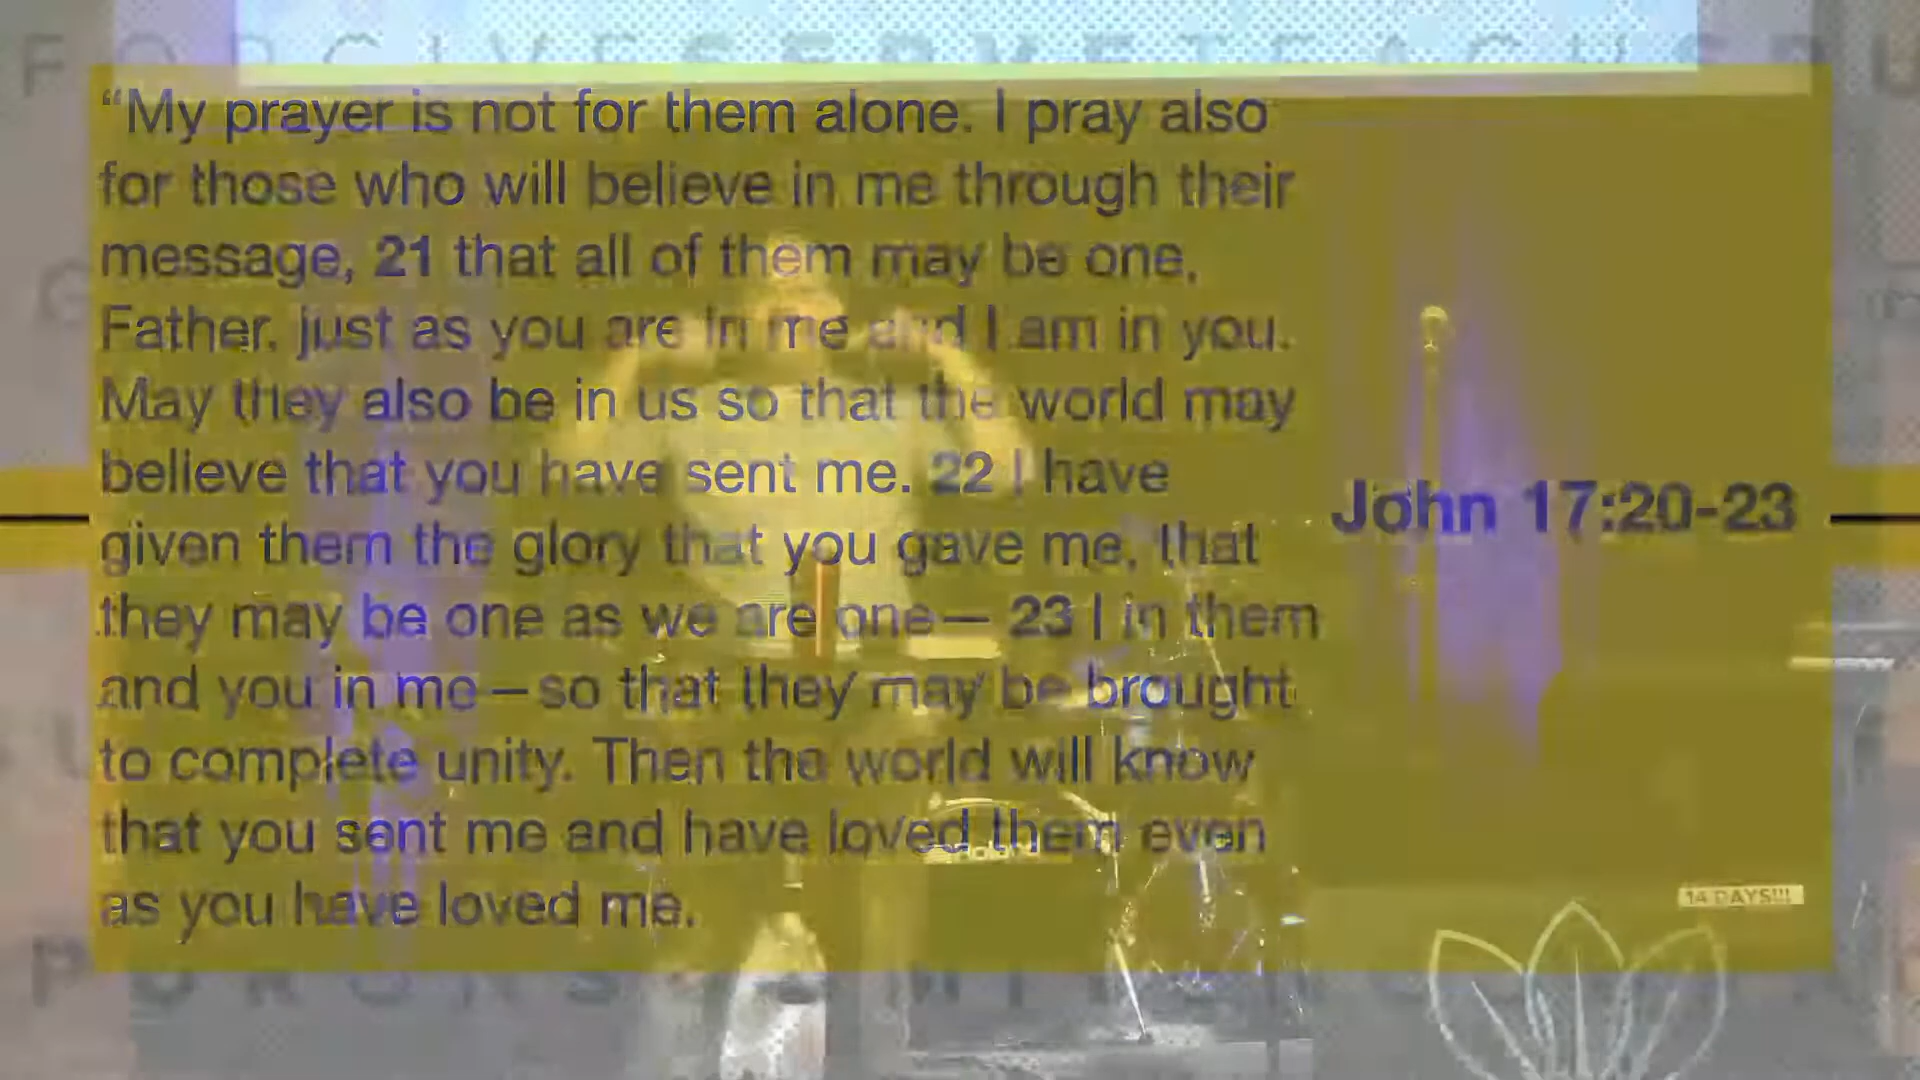 “My prayer is not for them alone. I pray also
for those who will believe in me through their
message, 21 that all of them may be one,
Father, just as you are in me and I am in you.
May they also be in us so that the world may
believe that you have sent me. 22 I have
given them the glory that you gave me, that
they may be one as we are one— 23 I in them
and you in me—so that they may be brought
to complete unity. Then the world will know
that you sent me and have loved them even
as you have loved me.
John 17:20-23
Roland
14 DAYS!!!